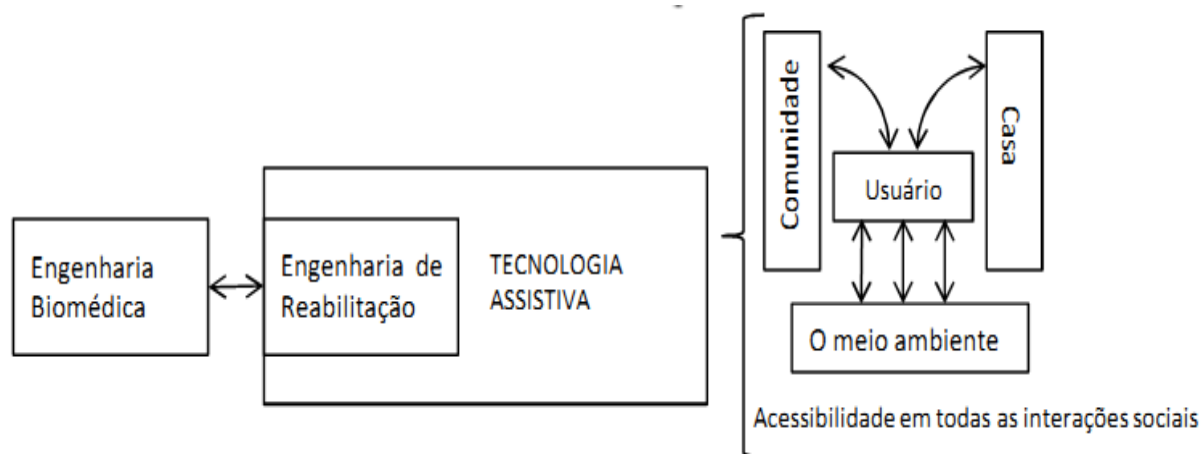 Engenharia
Biomédica
Engenharia de
Reabilitação
TECNOLOGIA
ASSISTIVA
Comunidade
Casa
Usuário
O meio ambiente
Acessibilidade em todas as interações sociais